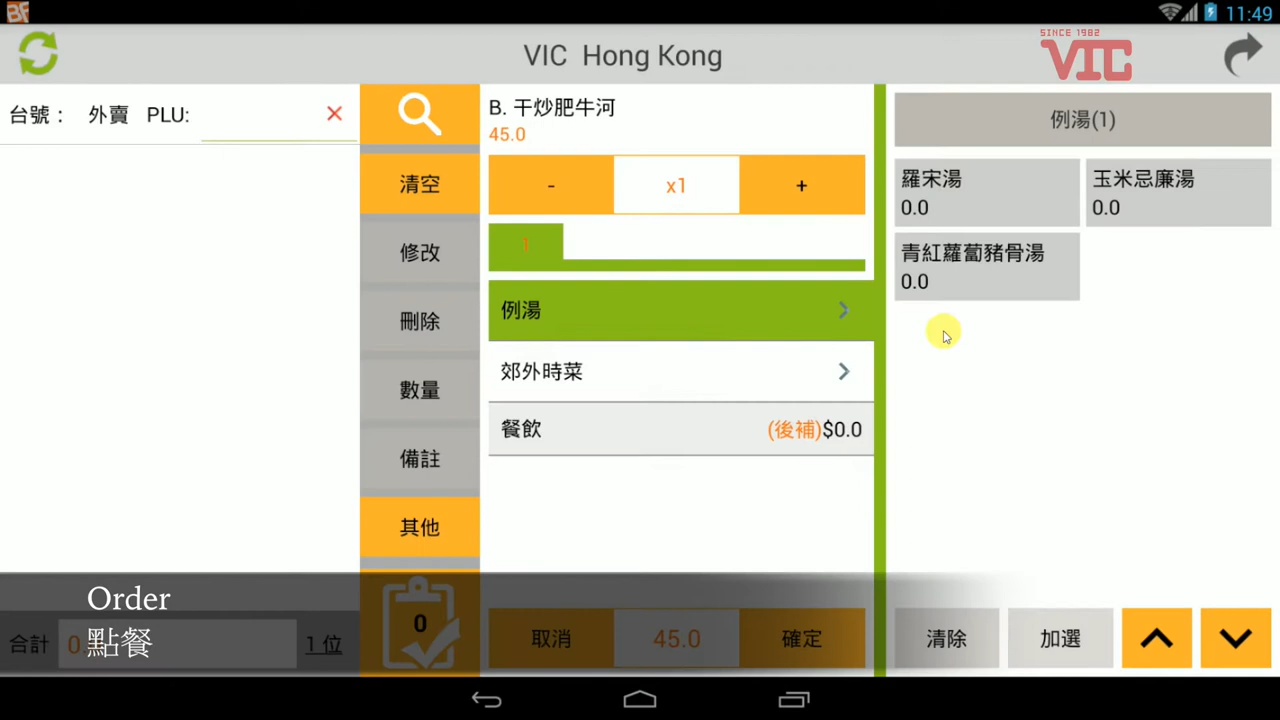 11:49
VIC Hong Kong
SINCE 1982
VIC
台號： 外賣 PLU:
清空
修改
刪除
數量
備註
其他
0
B. 干炒肥牛河
45.0
- x1 +
1
例湯
郊外時菜
餐飲 (後補)$0.0
取消 45.0 確定
例湯(1)
羅宋湯
0.0
玉米忌廉湯
0.0
青紅蘿蔔豬骨湯
0.0
清除 加選
合計 0 1 位
Order
點餐